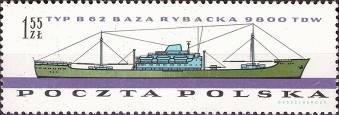 TYP B 62 BAZA RYBACKA 9800 TDW
1 55
ZŁ
POCZTA POLSKA